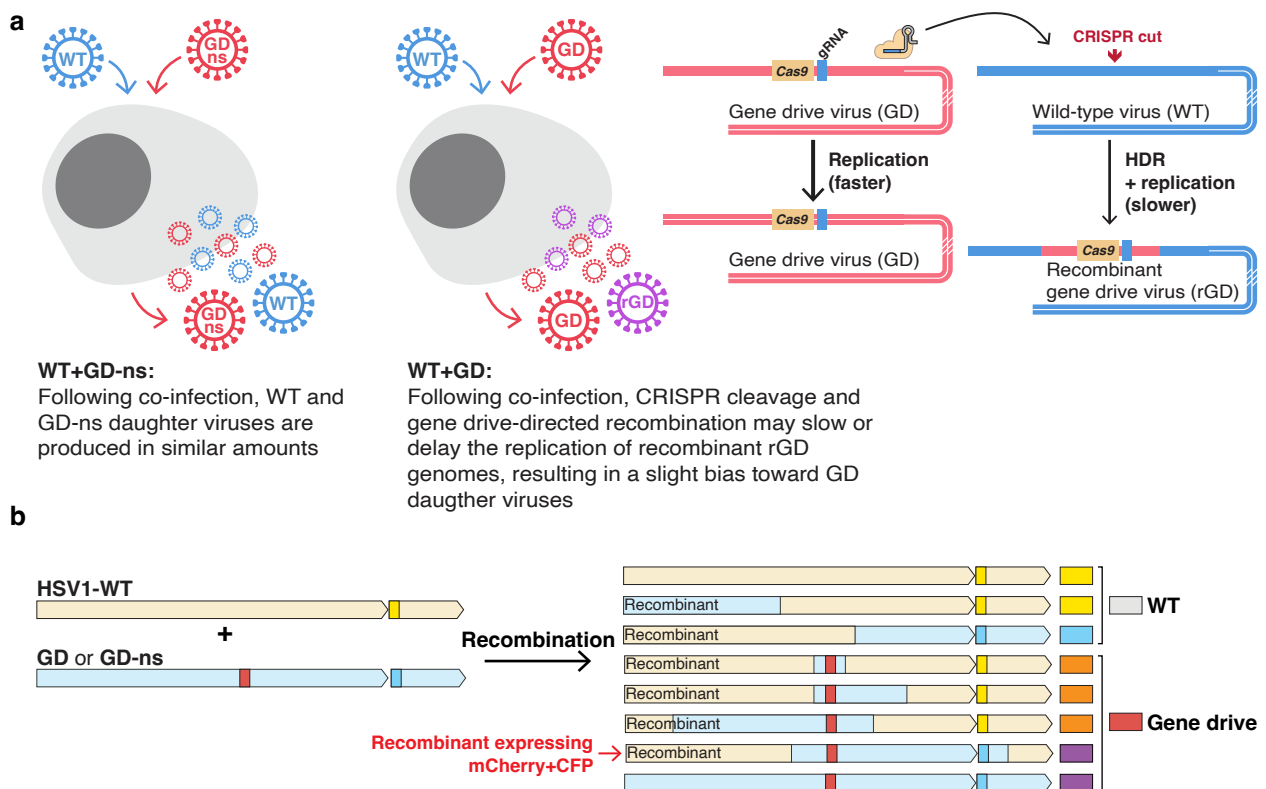 a
WT
GD
ns
WT
GD
WT
GD
ns
GD
rGD
WT+GD-ns:
Following co-infection, WT and
GD-ns daughter viruses are
produced in similar amounts
WT+GD:
Following co-infection, CRISPR cleavage and
gene drive-directed recombination may slow or
delay the replication of recombinant rGD
genomes, resulting in a slight bias toward GD
daugther viruses
Cas9
gRNA
Gene drive virus (GD)
Replication
(faster)
Cas9
Gene drive virus (GD)
CRISPR cut
Wild-type virus (WT)
HDR
+ replication
(slower)
Cas9
Recombinant
gene drive virus (rGD)
b
HSV1-WT
+
GD or GD-ns
Recombination
Recombinant
Recombinant
Recombinant
Recombinant
Recombinant
Recombinant
Recombinant expressing
mCherry+CFP
WT
Gene drive